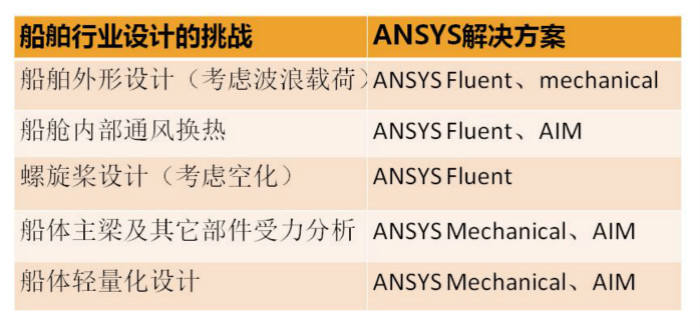 船舶行业设计的挑战 ANSYS解决方案
船舶外形设计（考虑波浪载荷） ANSYS Fluent、mechanical
船舱内部通风换热 ANSYS Fluent、AIM
螺旋桨设计（考虑空化） ANSYS Fluent
船体主梁及其它部件受力分析 ANSYS Mechanical、AIM
船体轻量化设计 ANSYS Mechanical、AIM